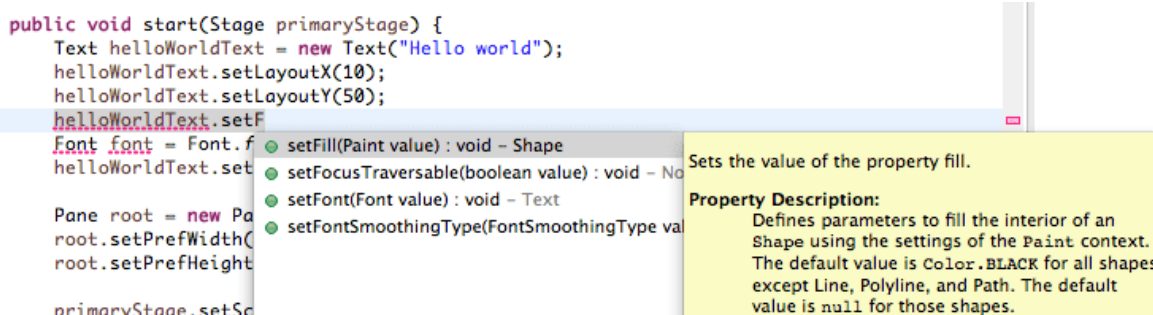 public void start(Stage primaryStage) {
Text helloWorldText = new Text("Hello world");
helloWorldText.setLayoutX(10);
helloWorldText.setLayoutY(50);
helloWorldText.setF
Font font = Font.f
helloWorldText.set
Pane root = new Pa
root.setPrefWidth(
root.setPrefHeight
primaryStage.setSc
setFill(Paint value) : void – Shape
setFocusTraversable(boolean value) : void – No
setFont(Font value) : void – Text
setFontSmoothingType(FontSmoothingType val
Sets the value of the property fill.
Property Description:
Defines parameters to fill the interior of an
Shape using the settings of the Paint context.
The default value is Color.BLACK for all shapes
except Line, Polyline, and Path. The default
value is null for those shapes.